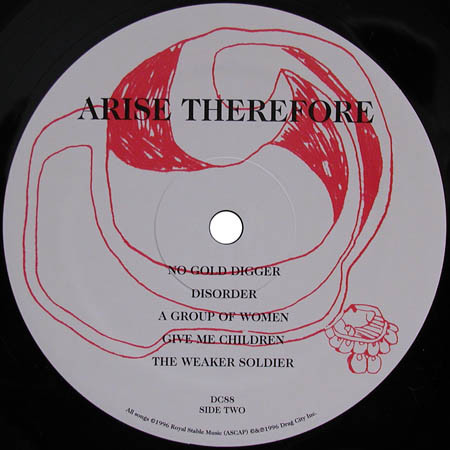 ARISE THEREFORE
NO GOLD DIGGER
DISORDER
A GROUP OF WOMEN
GIVE ME CHILDREN
THE WEAKER SOLDIER
DC88
SIDE TWO
All songs ©1996 Royal Stable Music (ASCAP) ©&℗1996 Drag City Inc.